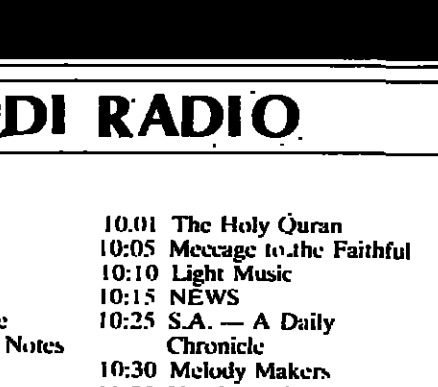 DI RADIO
10.01 The Holy Quran
10:05 Meccage to the Faithful
10:10 Light Music
10:15 NEWS
10:25 S.A. — A Daily
Notes
Chronicle
10:30 Melody Makers